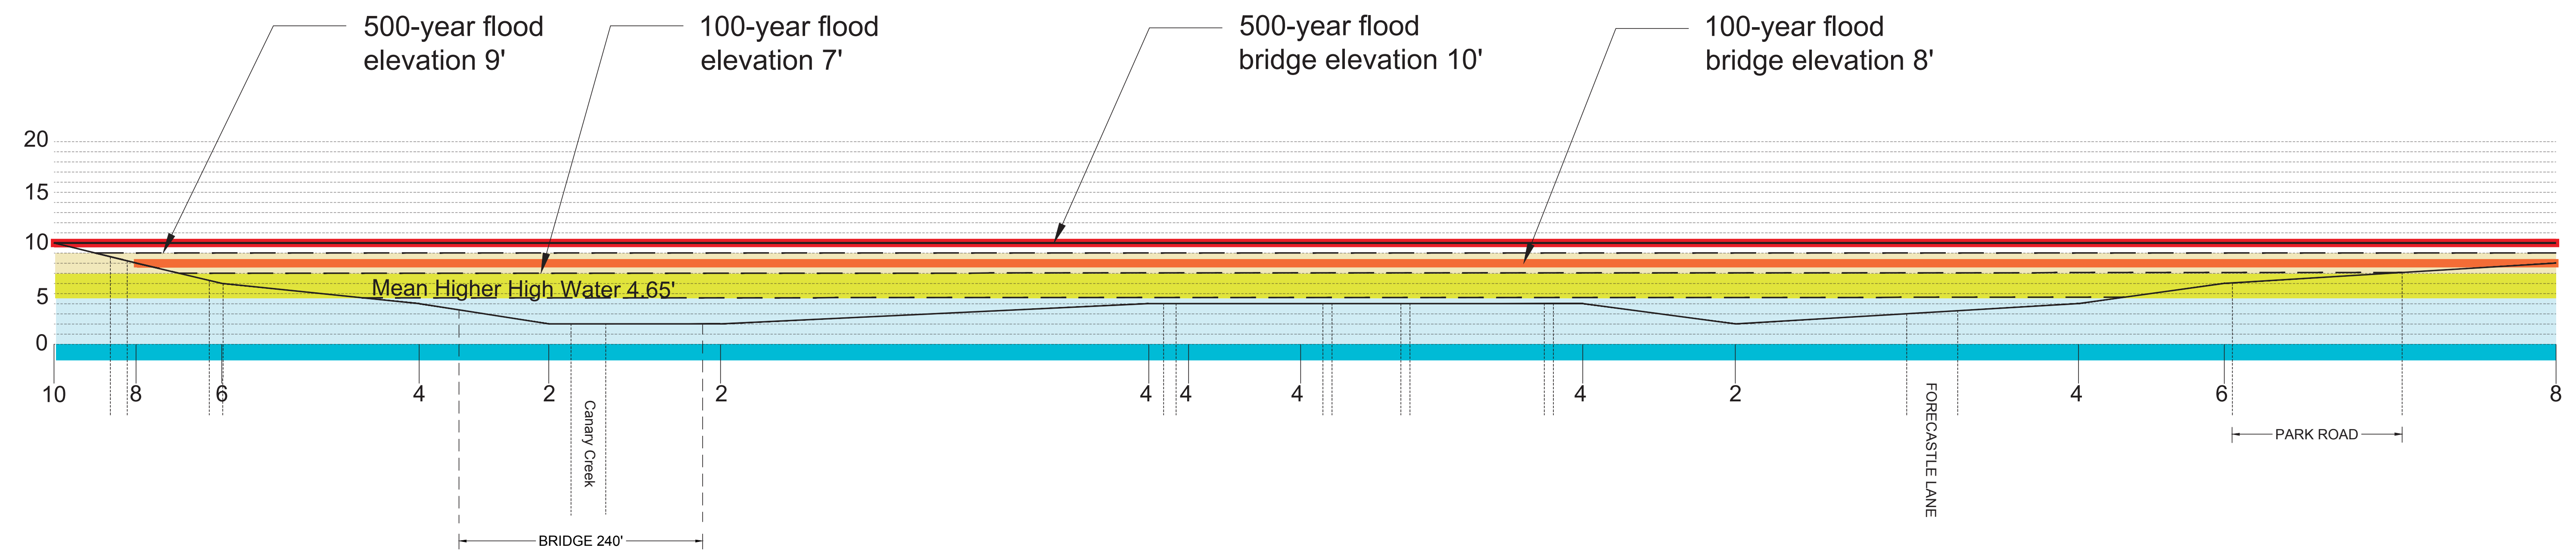 500-year flood
elevation 9'
100-year flood
elevation 7'
500-year flood
bridge elevation 10'
100-year flood
bridge elevation 8'
20
15
10
5
0
Mean Higher High Water 4.65'
10 8 6 4 2 2 4 4 4 4 2 4 6 8
Canary Creek
FORECASTLE LANE
PARK ROAD
BRIDGE 240'